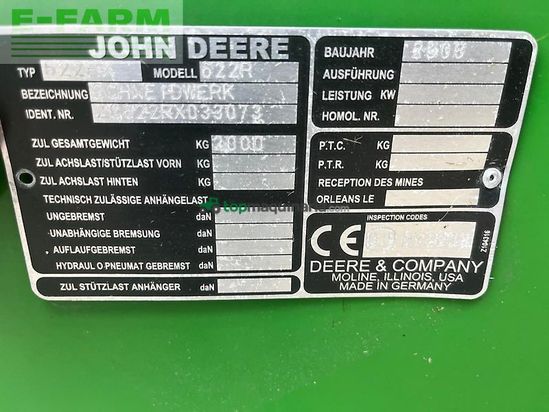 E-FARM
JOHN DEERE
TYP
MODELL 622R
BEZEICHNUNG SCHNEIDWERK
IDENT. NR.
ZUL GESAMTGEWICHT KG 3000
ZUL ACHSLAST/STÜTZLAST VORN KG
ZUL ACHSLAST HINTEN KG
TECHNISCH ZULÄSSIGE ANHÄNGELAST
UNGEBREMST daN
UNABHÄNGIGE BREMSUNG daN
AUFLAUFGEBREMST daN
HYDRAUL O PNEUMAT GEBREMST daN
ZUL STÜTZLAST ANHÄNGER daN
BAUJAHR
AUSFÜHRUNG
LEISTUNG KW
HOMOL. NR.
P.T.C. KG
P.T.R. KG
RECEPTION DES MINES
ORLEANS LE
INSPECTION CODES
CE
Z104316
DEERE & COMPANY
MOLINE, ILLINOIS, USA
MADE IN GERMANY
topmaquinaria.com